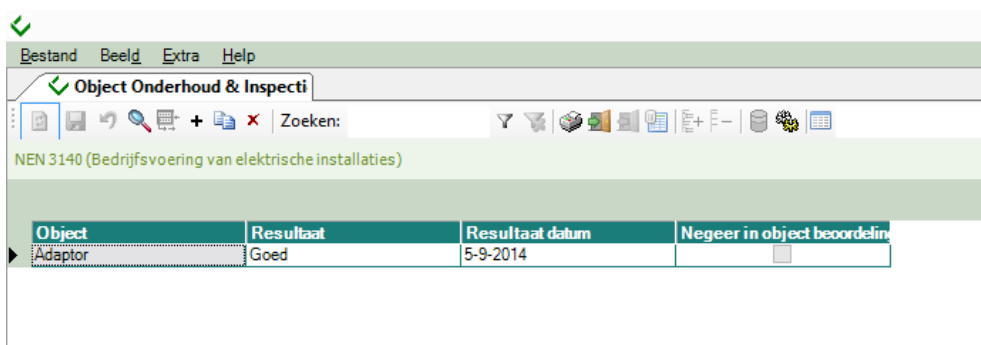 Bestand Beeld Extra Help
Object Onderhoud & Inspecti
Zoeken:
NEN 3140 (Bedrijfsvoering van elektrische installaties)
Object Resultaat Resultaat datum Negeer in object beoordeling
Adaptor Goed 5-9-2014